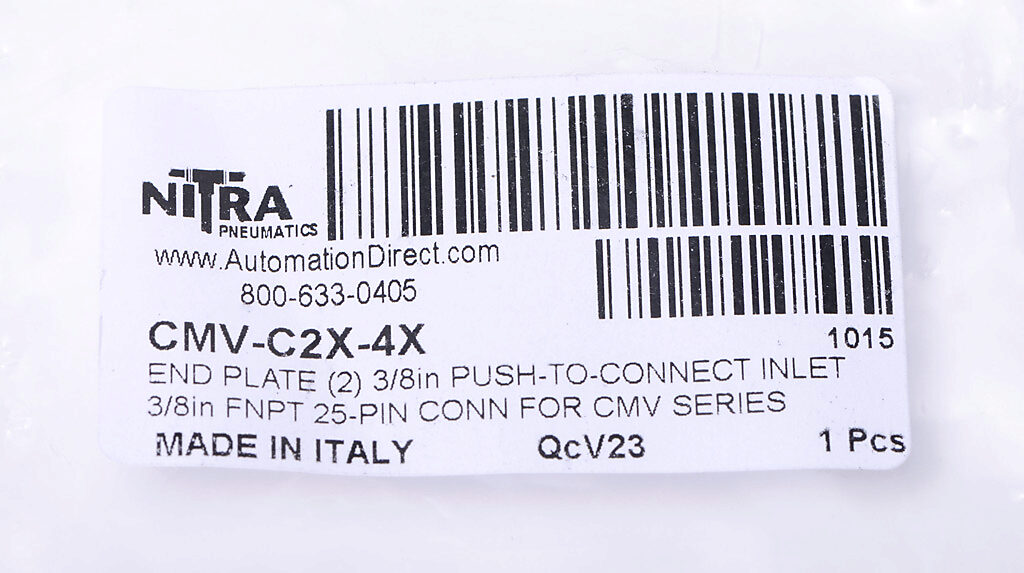 NITRA
PNEUMATICS
www.AutomationDirect.com
800-633-0405
1015
CMV-C2X-4X
END PLATE (2) 3/8in PUSH-TO-CONNECT INLET
3/8in FNPT 25-PIN CONN FOR CMV SERIES
MADE IN ITALY QcV23 1 Pcs